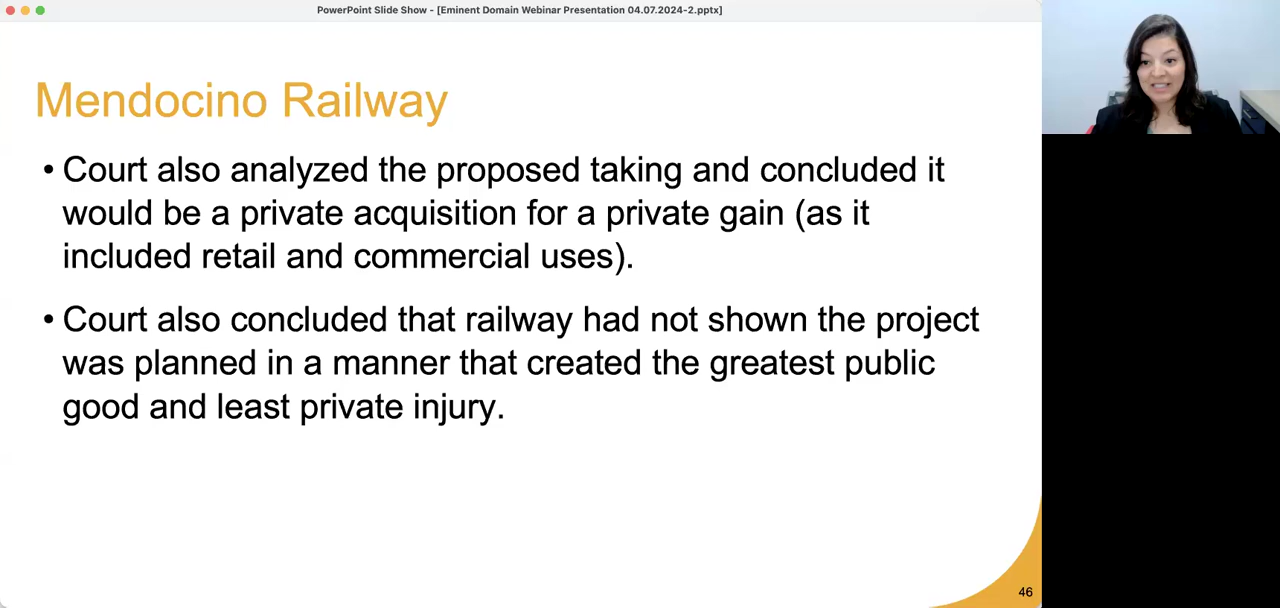 PowerPoint Slide Show - [Eminent Domain Webinar Presentation 04.07.2024-2.pptx]
Mendocino Railway
• Court also analyzed the proposed taking and concluded it
would be a private acquisition for a private gain (as it
included retail and commercial uses).
• Court also concluded that railway had not shown the project
was planned in a manner that created the greatest public
good and least private injury.
46